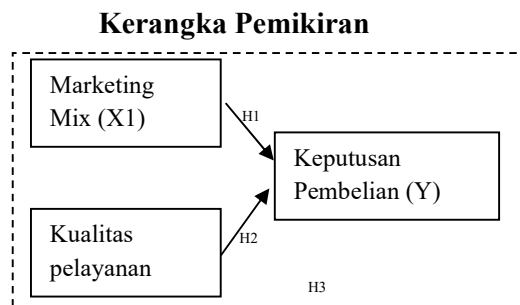 Kerangka Pemikiran
Marketing
Mix (X1)
H1
Keputusan
Pembelian (Y)
Kualitas
pelayanan
H2
H3